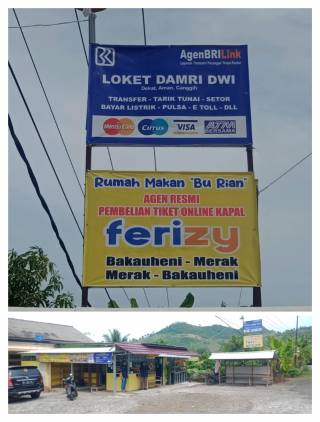 AgenBRILink
LOKET DAMRI DWI
Dekat, Aman, Canggih
TRANSFER - TARIK TUNAI - SETOR
BAYAR LISTRIK - PULSA - E TOLL - DLL
MasterCard Cirrus VISA ATM BERSAMA
Rumah Makan "Bu Rian"
AGEN RESMI
PEMBELIAN TIKET ONLINE KAPAL
ferizy
Bakauheni - Merak
Merak - Bakauheni